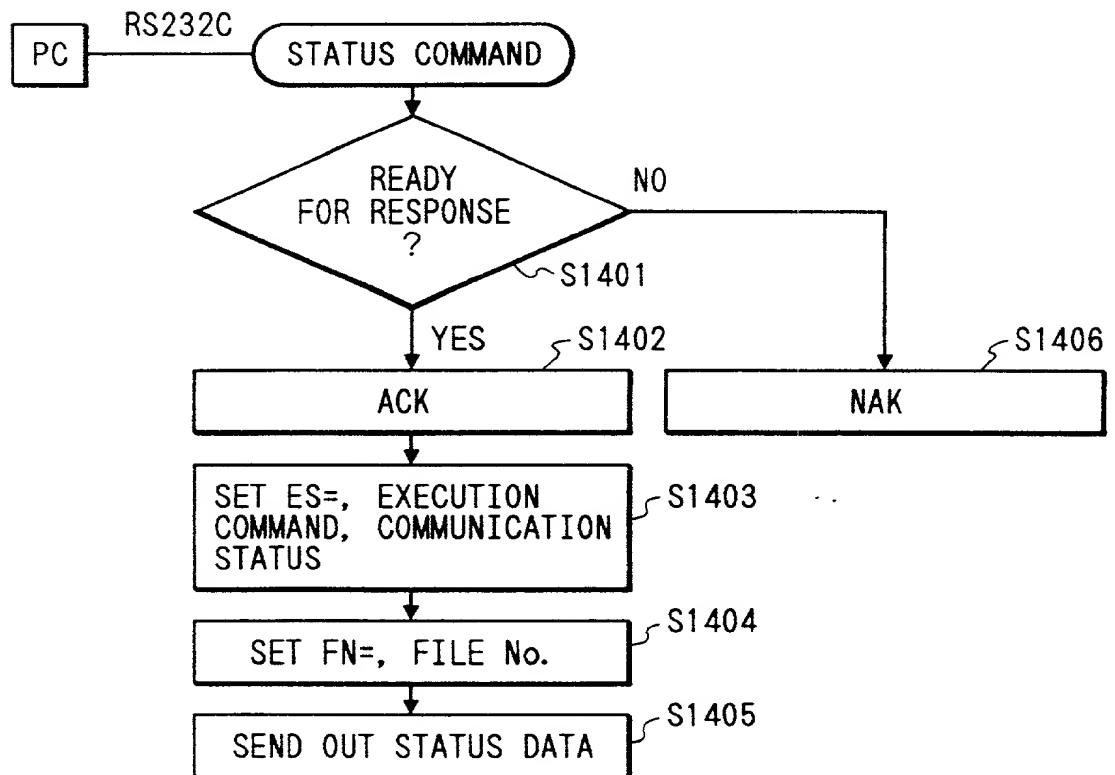 RS232C
PC
STATUS COMMAND
READY
FOR RESPONSE
?
NO
S1401
YES
S1402
S1406
ACK
NAK
SET ES=, EXECUTION
COMMAND, COMMUNICATION
STATUS
S1403
S1404
SET FN=, FILE No.
S1405
SEND OUT STATUS DATA